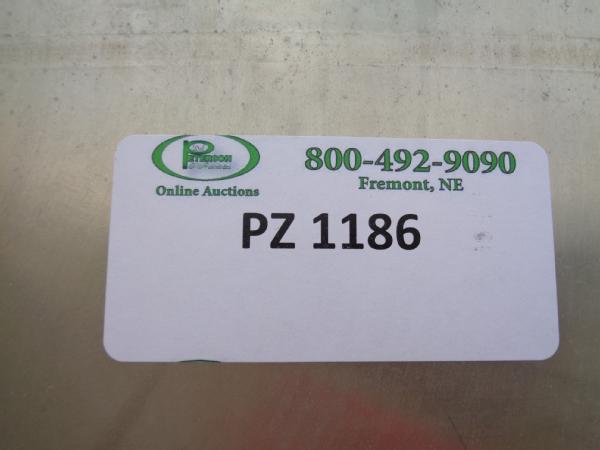 PETERSON
Online Auctions
800-492-9090
Fremont, NE
PZ 1186